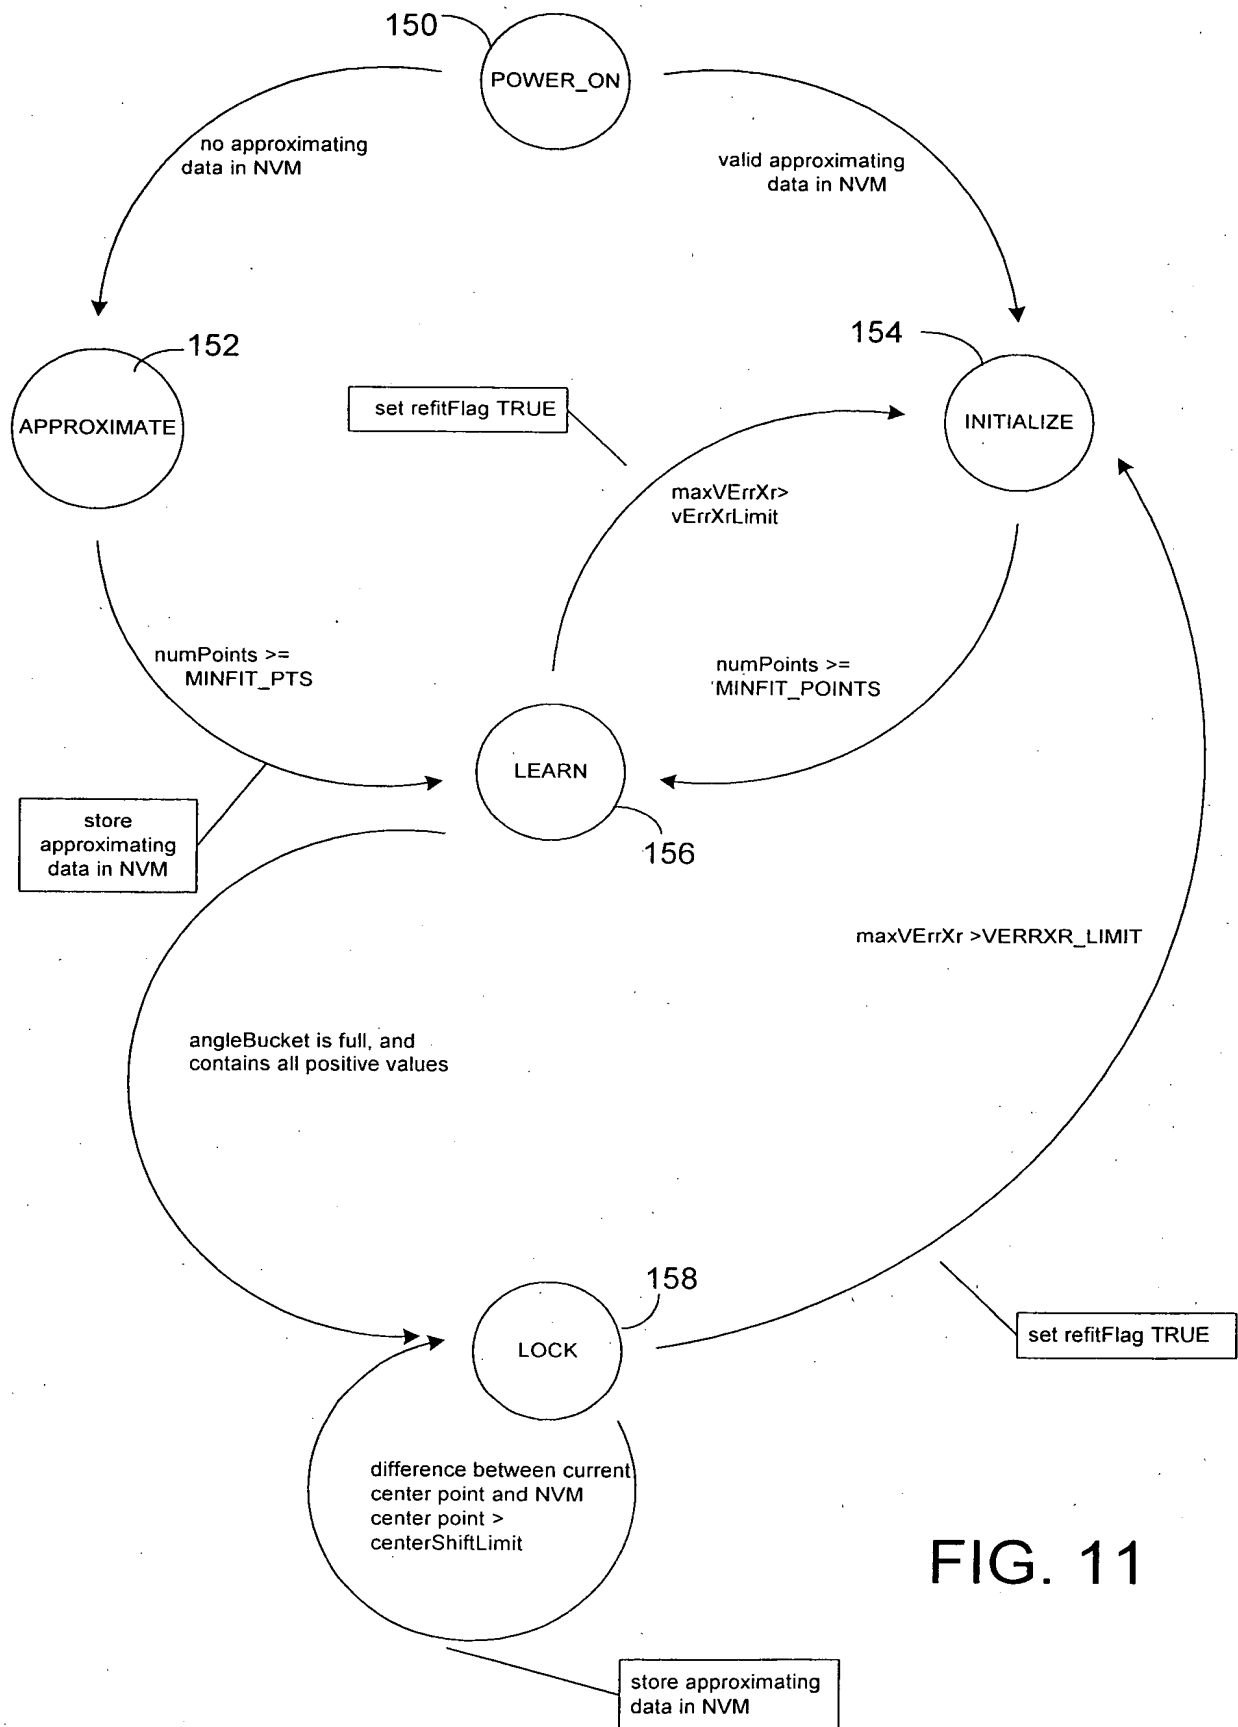 150
POWER_ON
no approximating
data in NVM
valid approximating
data in NVM
152
154
set refitFlag TRUE
APPROXIMATE
INITIALIZE
maxVErrXr>
vErrXrLimit
numPoints >=
MINFIT_PTS
numPoints >=
MINFIT_POINTS
LEARN
store
approximating
data in NVM
156
maxVErrXr >VERRXR_LIMIT
angleBucket is full, and
contains all positive values
158
LOCK
set refitFlag TRUE
difference between current
center point and NVM
center point >
centerShiftLimit
FIG. 11
store approximating
data in NVM